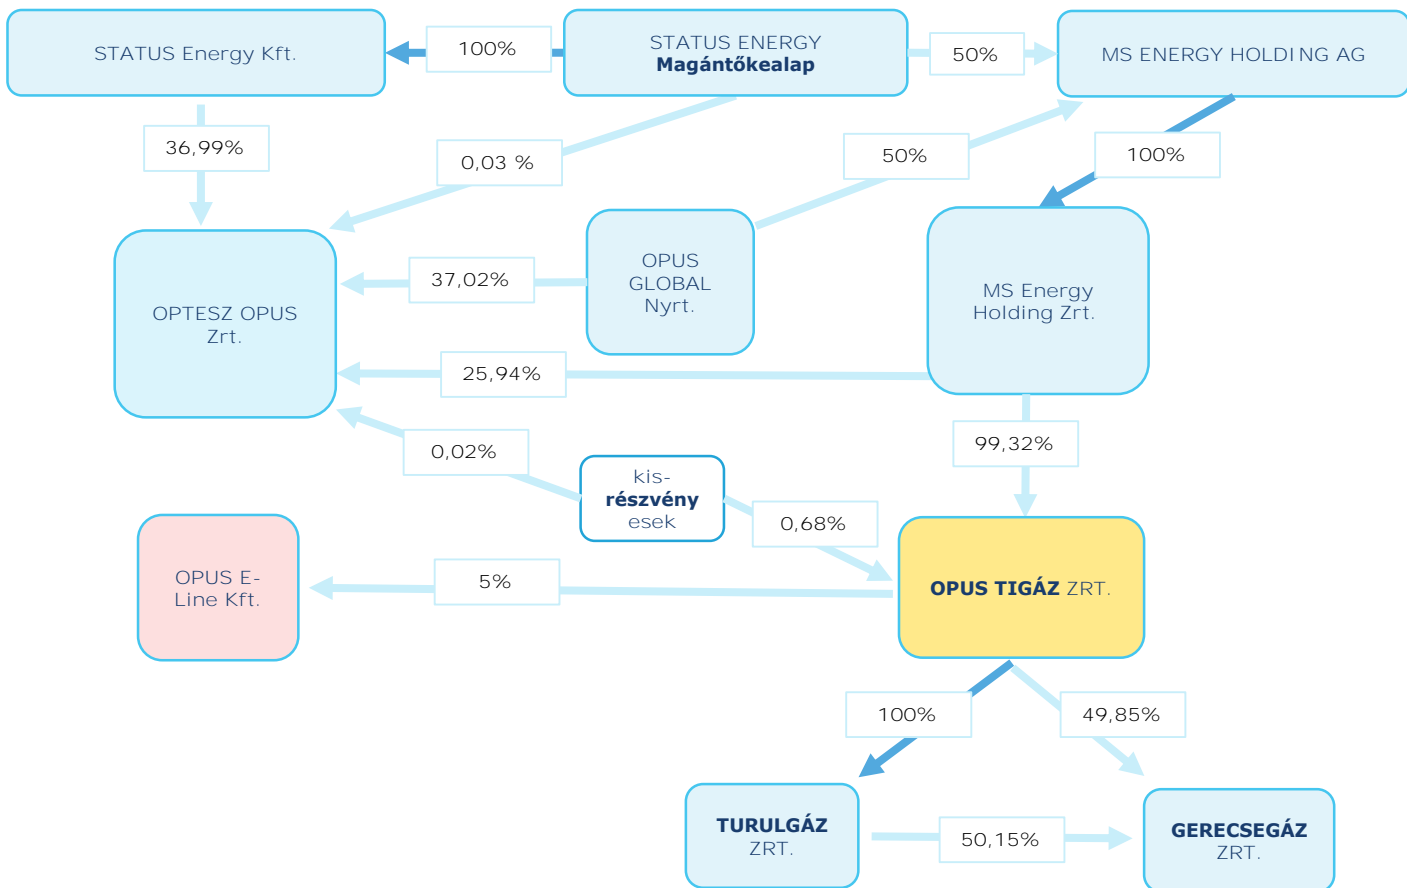 STATUS Energy Kft.
100%
STATUS ENERGY
Magántőkealap
50%
MS ENERGY HOLDING AG
36,99%
0,03 %
50%
100%
OPTESZ OPUS
Zrt.
37,02%
OPUS
GLOBAL
Nyrt.
MS Energy
Holding Zrt.
25,94%
0,02%
kis-
részvény
esek
99,32%
0,68%
OPUS E-
Line Kft.
5%
OPUS TIGÁZ ZRT.
100%
49,85%
TURULGÁZ
ZRT.
50,15%
GERECSEGÁZ
ZRT.